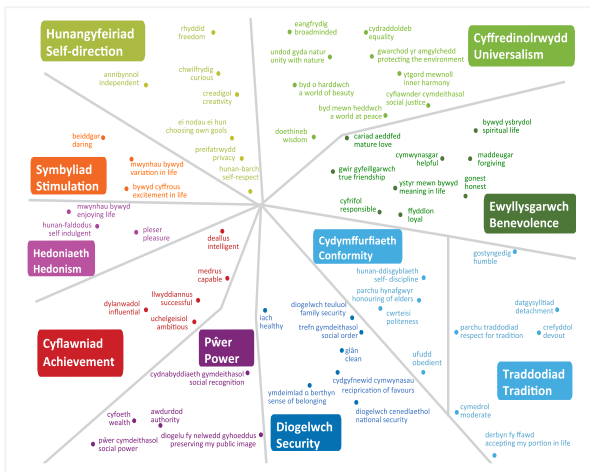 Hunangyfeiriad
Self-direction
rhyddid
freedom
annibynnol
independent
chwilfrydig
curious
creadigol
creativity
ei nodau ei hun
choosing own goals
preifatrwydd
privacy
hunan-barch
self-respect
Cyffredinolrwydd
Universalism
eangfrydig
broadminded
cydraddoldeb
equality
undod gyda natur
unity with nature
gwarchod yr amgylchedd
protecting the environment
byd o harddwch
a world of beauty
ytgord mewnoll
inner harmony
cyfiawnder cymdeithasol
social justice
byd mewn heddwch
a world at peace
doethineb
wisdom
Symbyliad
Stimulation
beiddgar
daring
mwynhau bywyd
variation in life
bywyd cyffrous
excitement in life
Ewyllysgarwch
Benevolence
cariad aeddfed
mature love
bywyd ysbrydol
spiritual life
cymwynasgar
helpful
maddeugar
forgiving
gwir gyfeillgarwch
true friendship
ystyr mewn bywyd
meaning in life
gonest
honest
cyfrifol
responsible
ffyddlon
loyal
Hedoniaeth
Hedonism
mwynhau bywyd
enjoying life
hunan-faldodus
self indulgent
pleser
pleasure
Cyflawniad
Achievement
deallus
intelligent
medrus
capable
dylanwadol
influential
llwyddiannus
successful
uchelgeisiol
ambitious
Pŵer
Power
cydnabyddiaeth gymdeithasol
social recognition
cyfoeth
wealth
awdurdod
authority
pŵer cymdeithasol
social power
diogelu fy nelwedd gyhoeddus
preserving my public image
Diogelwch
Security
iach
healthy
diogelwch teuluol
family security
trefn gymdeithasol
social order
glân
clean
cydgyfnewid cymwynasau
reciprication of favours
ymdeimlad o berthyn
sense of belonging
diogelwch cenedlaethol
national security
Cydymffurfiaeth
Conformity
hunan-ddisgyblaeth
self- discipline
parchu hynafgwyr
honouring of elders
cwrteisi
politeness
ufudd
obedient
Traddodiad
Tradition
gostyngedig
humble
datgysylltiad
detachment
parchu traddodiad
respect for tradition
crefyddol
devout
cymedrol
moderate
derbyn fy ffawd
accepting my portion in life